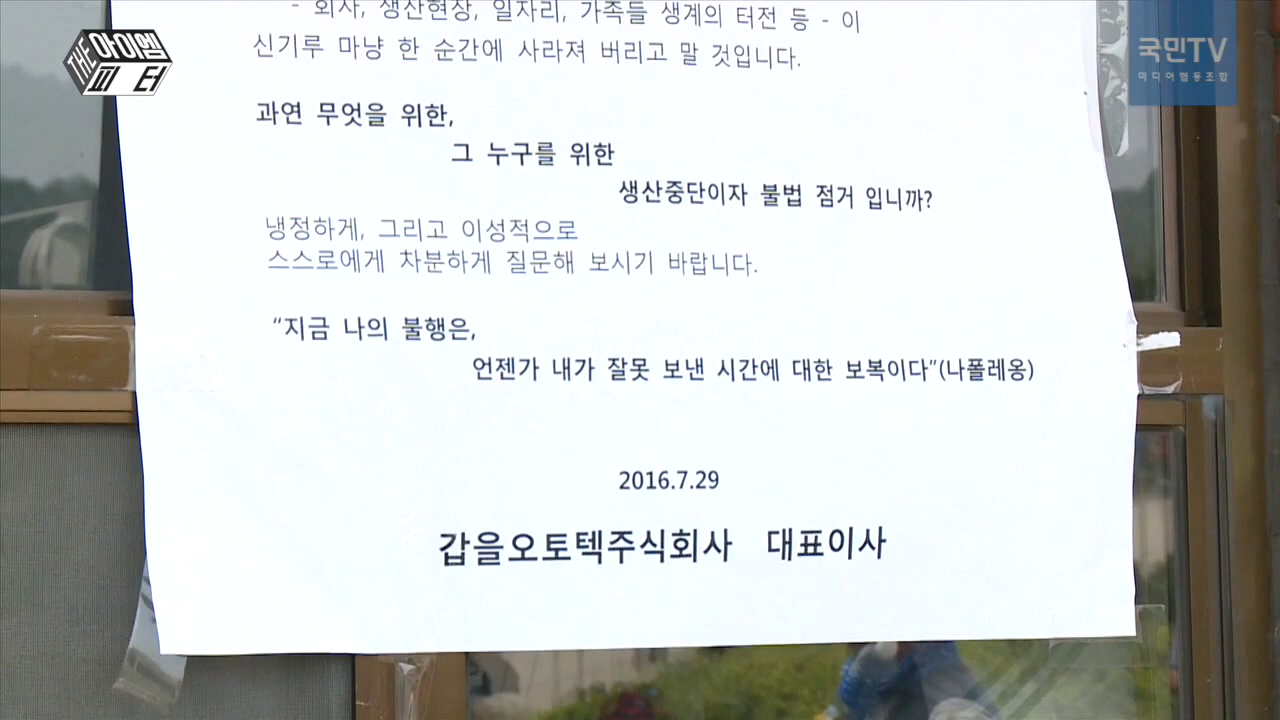 - 회사, 생산현장, 일자리, 가족들 생계의 터전 등 - 이
신기루 마냥 한 순간에 사라져 버리고 말 것입니다.
THE 아이엠
피터
국민TV
미디어협동조합
과연 무엇을 위한,
그 누구를 위한
생산중단이자 불법 점거 입니까?
냉정하게, 그리고 이성적으로
스스로에게 차분하게 질문해 보시기 바랍니다.
“지금 나의 불행은,
언젠가 내가 잘못 보낸 시간에 대한 보복이다”(나폴레옹)
2016.7.29
갑을오토텍주식회사 대표이사